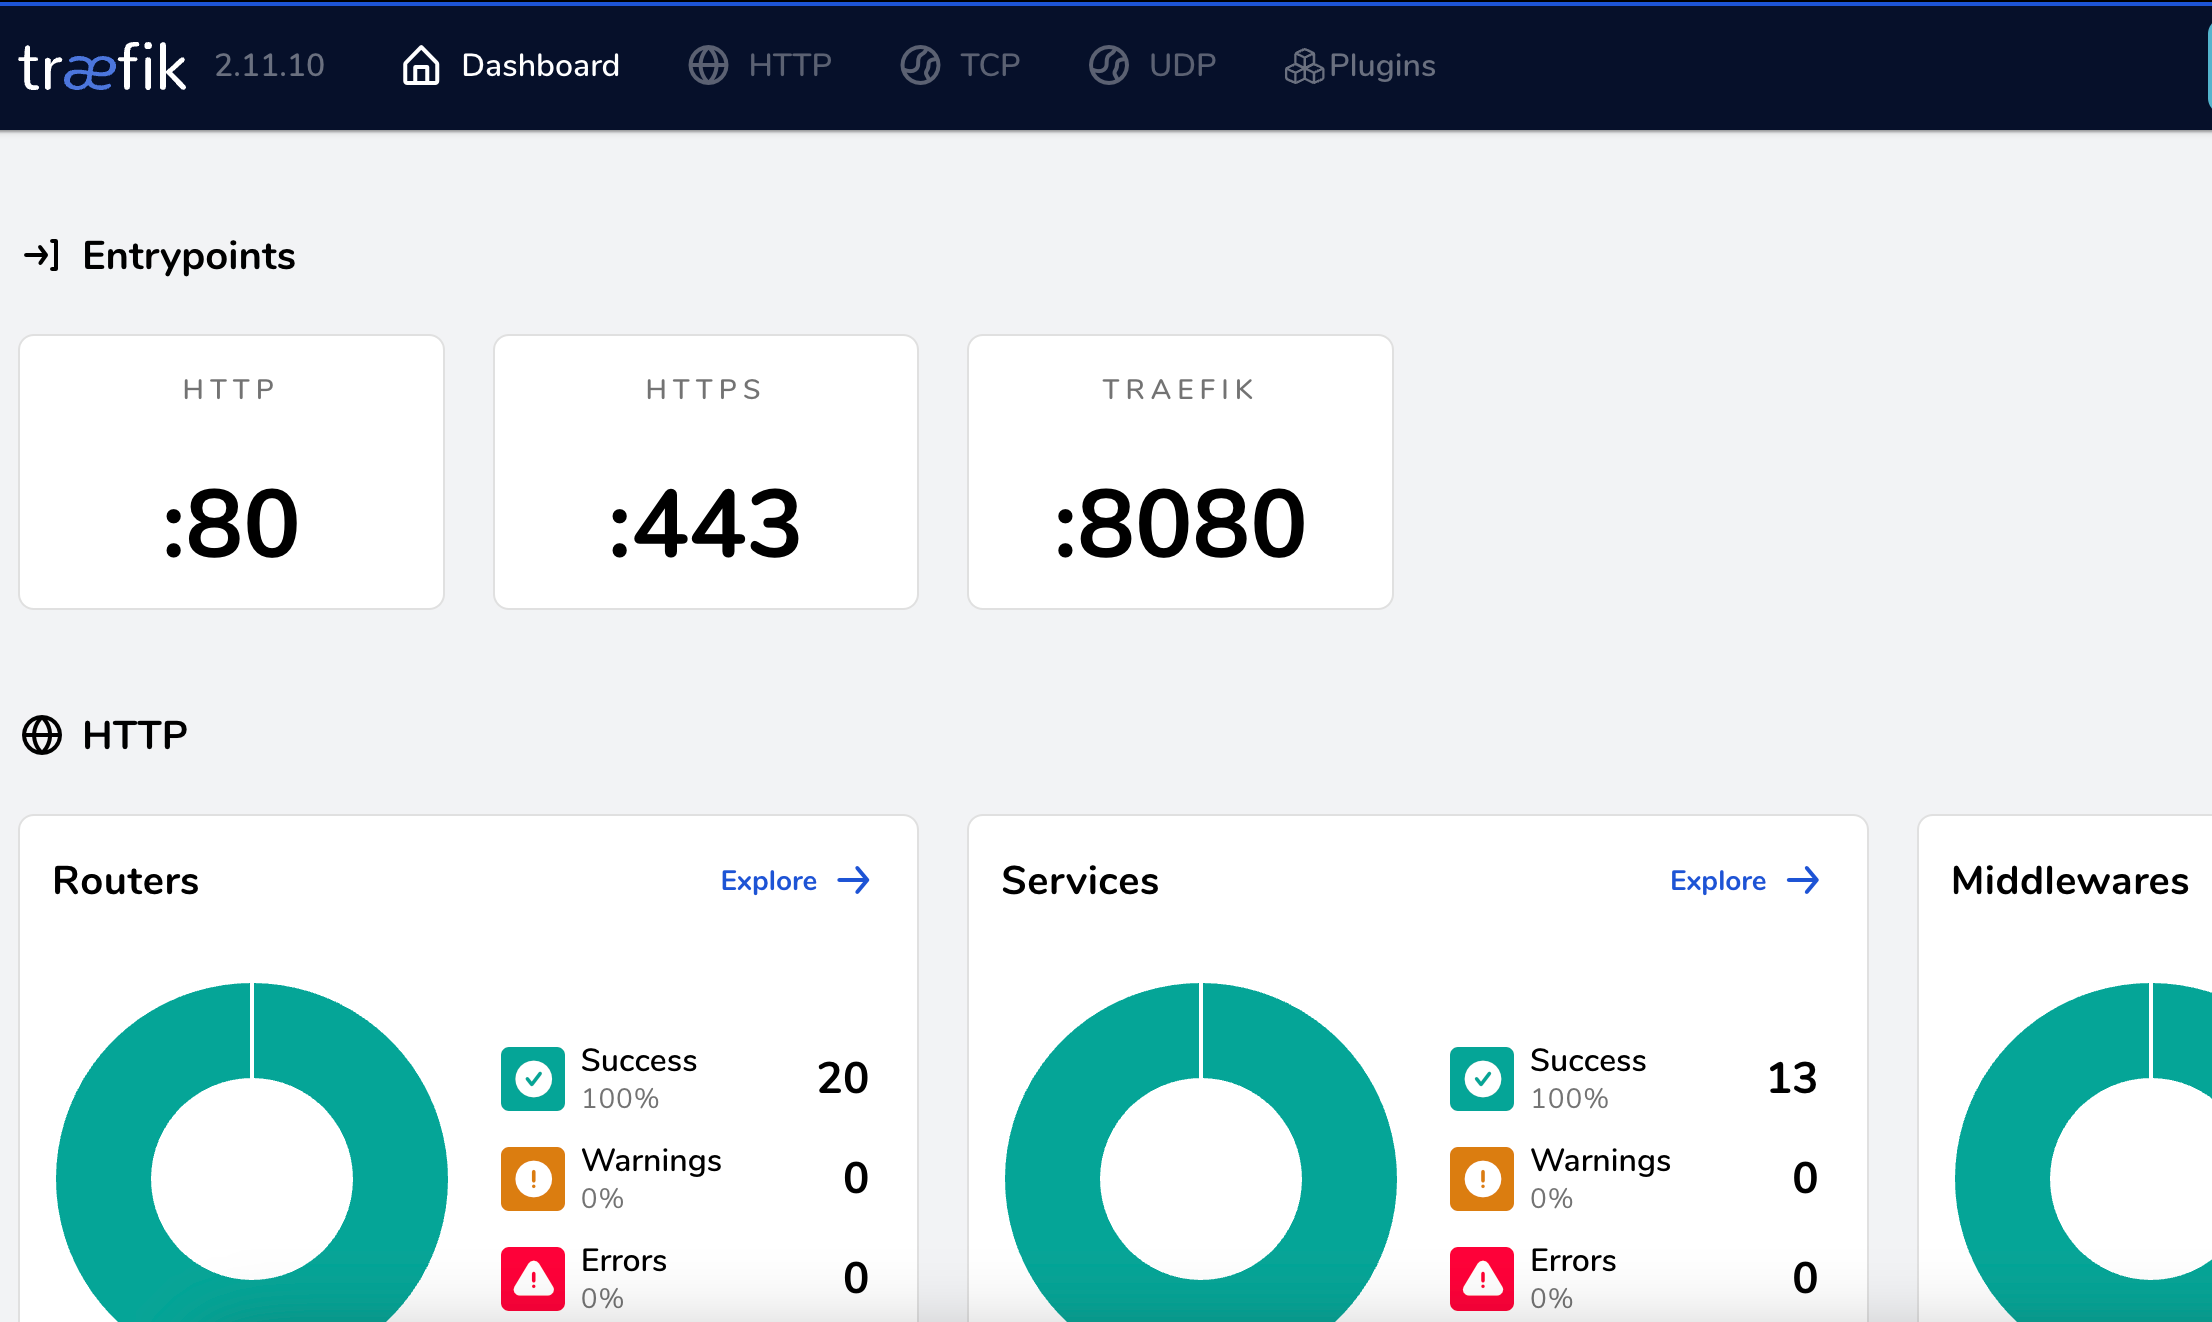 træfik 2.11.10 Dashboard HTTP TCP UDP Plugins
Entrypoints
HTTP HTTPS TRAEFIK
:80 :443 :8080
HTTP
Routers Explore
Success 20
100%
Warnings 0
0%
Errors 0
0%
Services Explore
Success 13
100%
Warnings 0
0%
Errors 0
0%
Middlewares